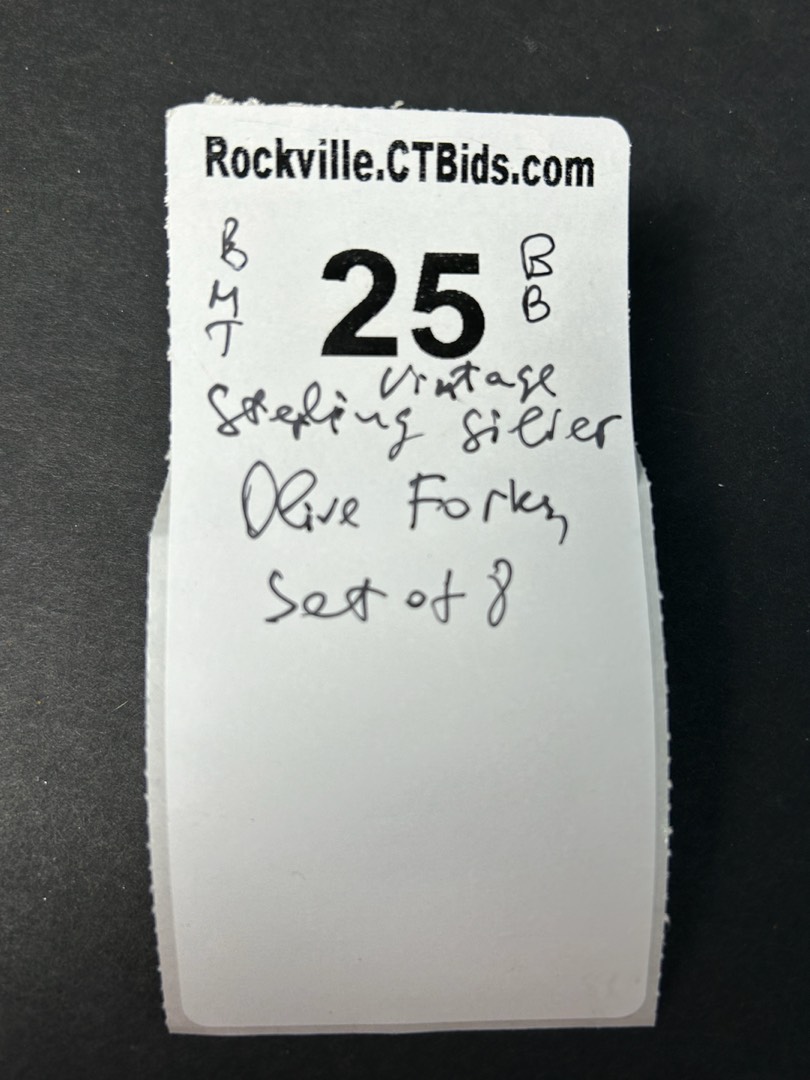 Rockville.CTBids.com
B
M
T
25
B
B
Vintage
Sterling Silver
Olive Forks,
Set of 8